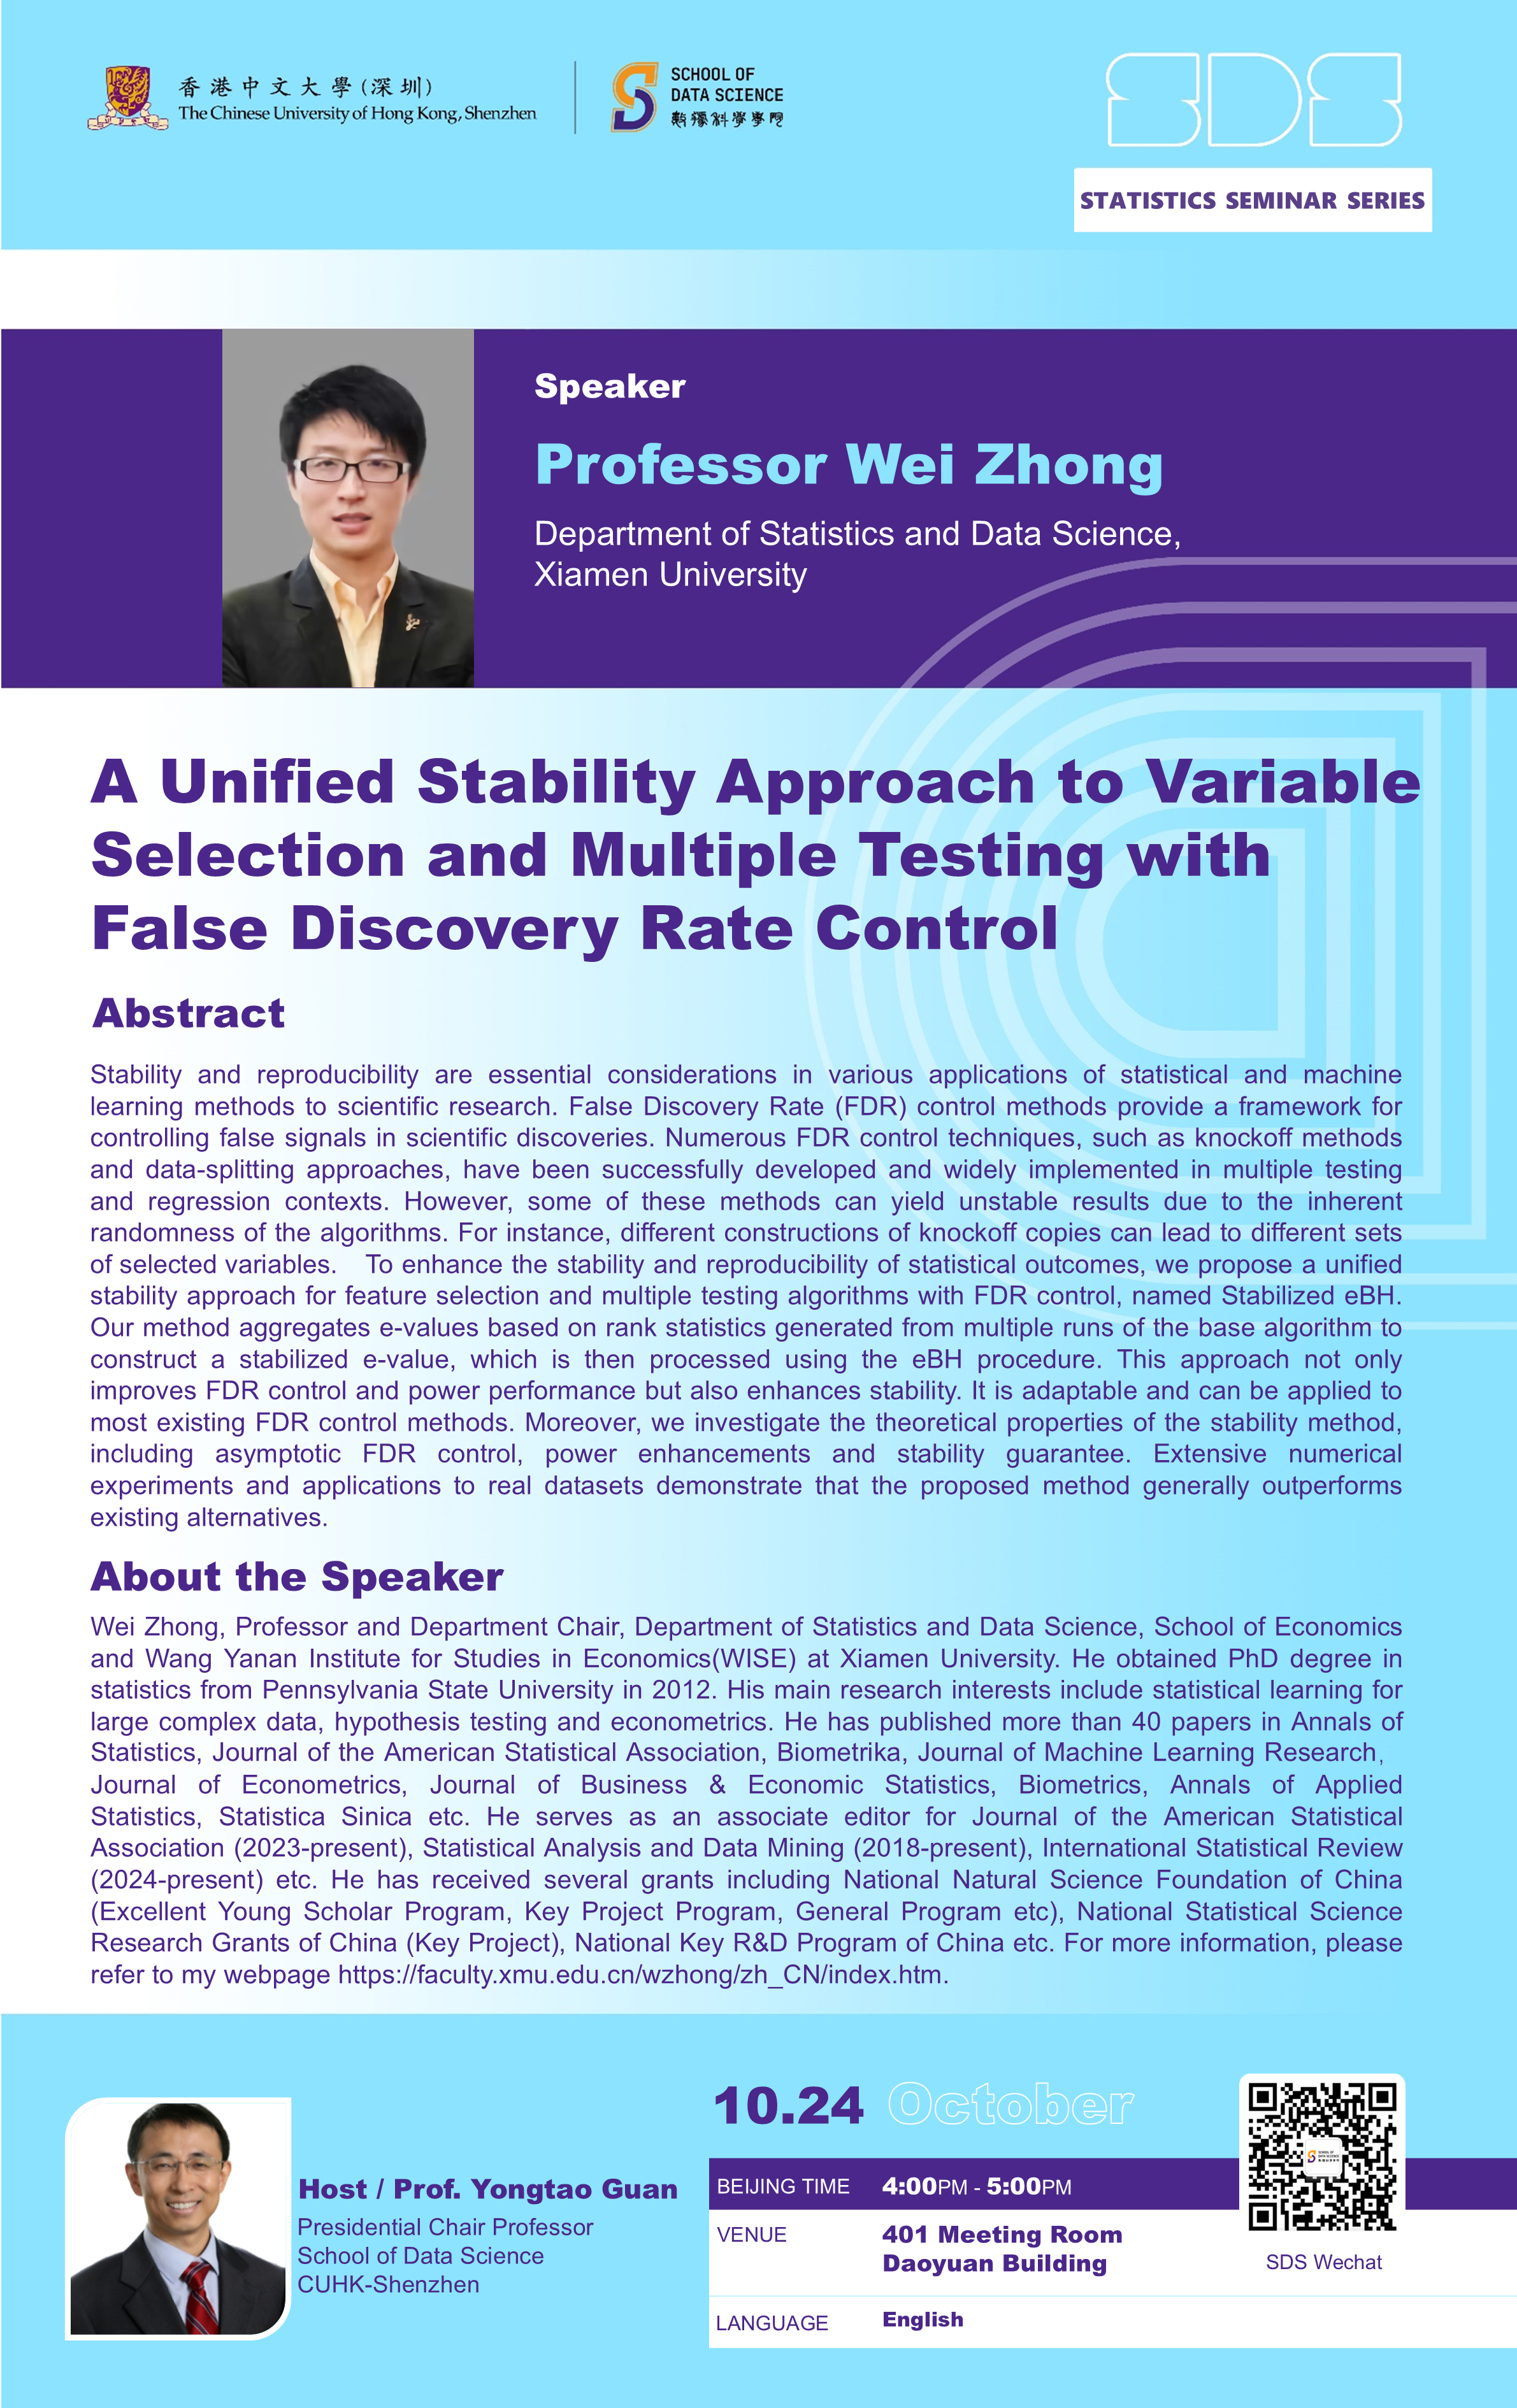 香港中文大學(深圳)
The Chinese University of Hong Kong, Shenzhen
SCHOOL OF
DATA SCIENCE
數據科學學院
SDS
STATISTICS SEMINAR SERIES
Speaker
Professor Wei Zhong
Department of Statistics and Data Science,
Xiamen University
A Unified Stability Approach to Variable
Selection and Multiple Testing with
False Discovery Rate Control
Abstract
Stability and reproducibility are essential considerations in various applications of statistical and machine
learning methods to scientific research. False Discovery Rate (FDR) control methods provide a framework for
controlling false signals in scientific discoveries. Numerous FDR control techniques, such as knockoff methods
and data-splitting approaches, have been successfully developed and widely implemented in multiple testing
and regression contexts. However, some of these methods can yield unstable results due to the inherent
randomness of the algorithms. For instance, different constructions of knockoff copies can lead to different sets
of selected variables. To enhance the stability and reproducibility of statistical outcomes, we propose a unified
stability approach for feature selection and multiple testing algorithms with FDR control, named Stabilized eBH.
Our method aggregates e-values based on rank statistics generated from multiple runs of the base algorithm to
construct a stabilized e-value, which is then processed using the eBH procedure. This approach not only
improves FDR control and power performance but also enhances stability. It is adaptable and can be applied to
most existing FDR control methods. Moreover, we investigate the theoretical properties of the stability method,
including asymptotic FDR control, power enhancements and stability guarantee. Extensive numerical
experiments and applications to real datasets demonstrate that the proposed method generally outperforms
existing alternatives.
About the Speaker
Wei Zhong, Professor and Department Chair, Department of Statistics and Data Science, School of Economics
and Wang Yanan Institute for Studies in Economics(WISE) at Xiamen University. He obtained PhD degree in
statistics from Pennsylvania State University in 2012. His main research interests include statistical learning for
large complex data, hypothesis testing and econometrics. He has published more than 40 papers in Annals of
Statistics, Journal of the American Statistical Association, Biometrika, Journal of Machine Learning Research,
Journal of Econometrics, Journal of Business & Economic Statistics, Biometrics, Annals of Applied
Statistics, Statistica Sinica etc. He serves as an associate editor for Journal of the American Statistical
Association (2023-present), Statistical Analysis and Data Mining (2018-present), International Statistical Review
(2024-present) etc. He has received several grants including National Natural Science Foundation of China
(Excellent Young Scholar Program, Key Project Program, General Program etc), National Statistical Science
Research Grants of China (Key Project), National Key R&D Program of China etc. For more information, please
refer to my webpage https://faculty.xmu.edu.cn/wzhong/zh_CN/index.htm.
Host / Prof. Yongtao Guan
Presidential Chair Professor
School of Data Science
CUHK-Shenzhen
10.24 October
BEIJING TIME 4:00PM - 5:00PM
VENUE 401 Meeting Room
Daoyuan Building
LANGUAGE English
SDS Wechat